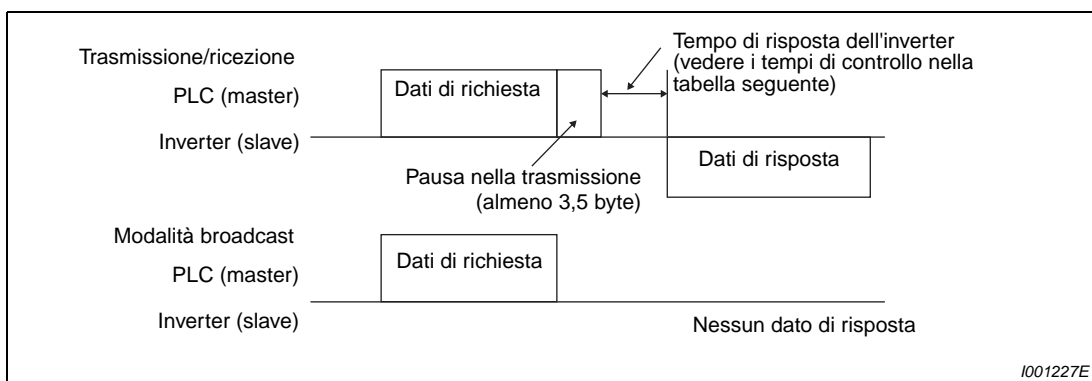 Trasmissione/ricezione
PLC (master)
Inverter (slave)
Dati di richiesta
Tempo di risposta dell'inverter
(vedere i tempi di controllo nella
tabella seguente)
Dati di risposta
Pausa nella trasmissione
(almeno 3,5 byte)
Modalità broadcast
PLC (master)
Inverter (slave)
Dati di richiesta
Nessun dato di risposta
I001227E